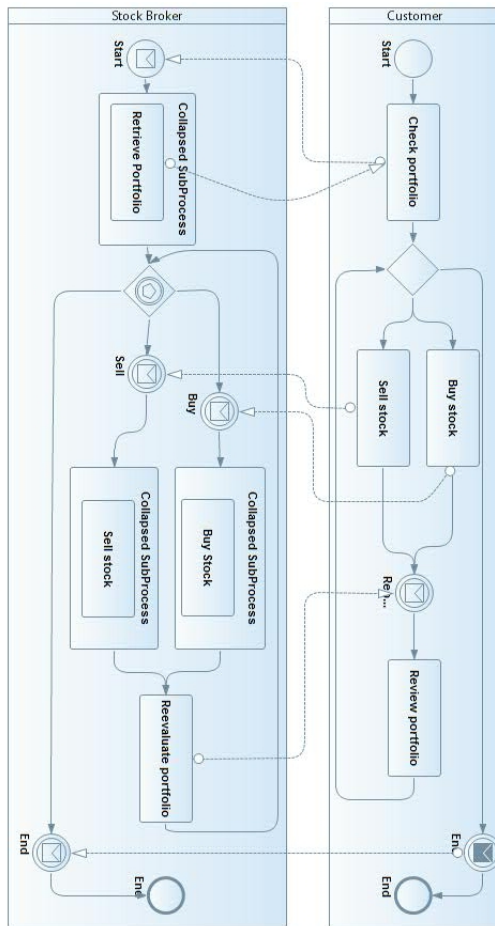 Stock Broker
Customer
Start
Start
Check portfolio
Collapsed SubProcess
Retrieve Portfolio
Sell
Buy
Sell stock
Buy stock
Collapsed SubProcess
Sell stock
Collapsed SubProcess
Buy Stock
Reevaluate portfolio
Review portfolio
End
End
End
End